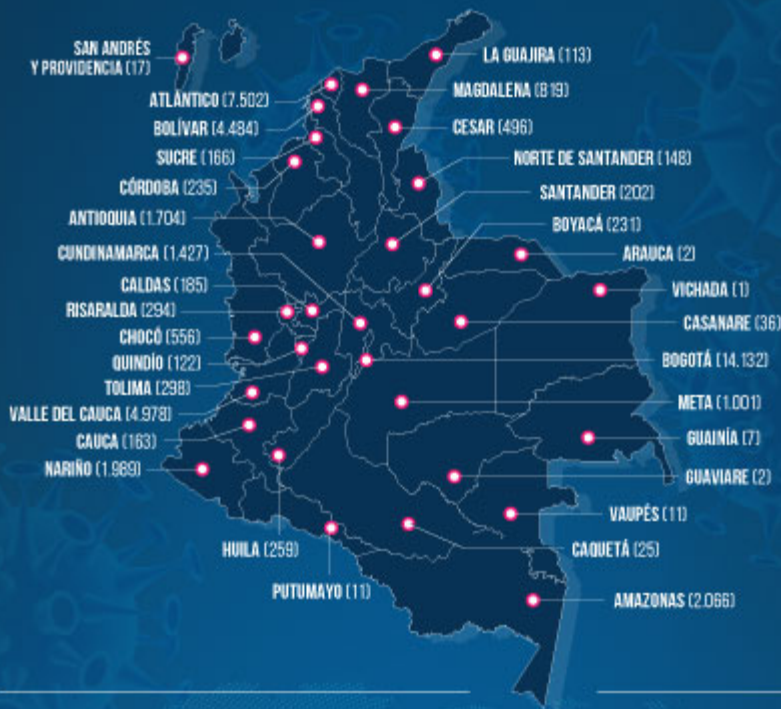 SAN ANDRÉS
Y PROVIDENCIA (17)
ATLÁNTICO (7.502)
BOLÍVAR (4.484)
SUCRE (166)
CÓRDOBA (235)
ANTIOQUIA (1.704)
CUNDINAMARCA (1.427)
CALDAS (185)
RISARALDA (294)
CHOCÓ (556)
QUINDÍO (122)
TOLIMA (298)
VALLE DEL CAUCA (4.978)
CAUCA (163)
NARIÑO (1.989)
HUILA (259)
PUTUMAYO (11)
LA GUAJIRA (113)
MAGDALENA (819)
CESAR (496)
NORTE DE SANTANDER (148)
SANTANDER (202)
BOYACÁ (231)
ARAUCA (2)
VICHADA (1)
CASANARE (36)
BOGOTÁ (14.132)
META (1.001)
GUAINÍA (7)
GUAVIARE (2)
VAUPÉS (11)
CAQUETÁ (25)
AMAZONAS (2.066)